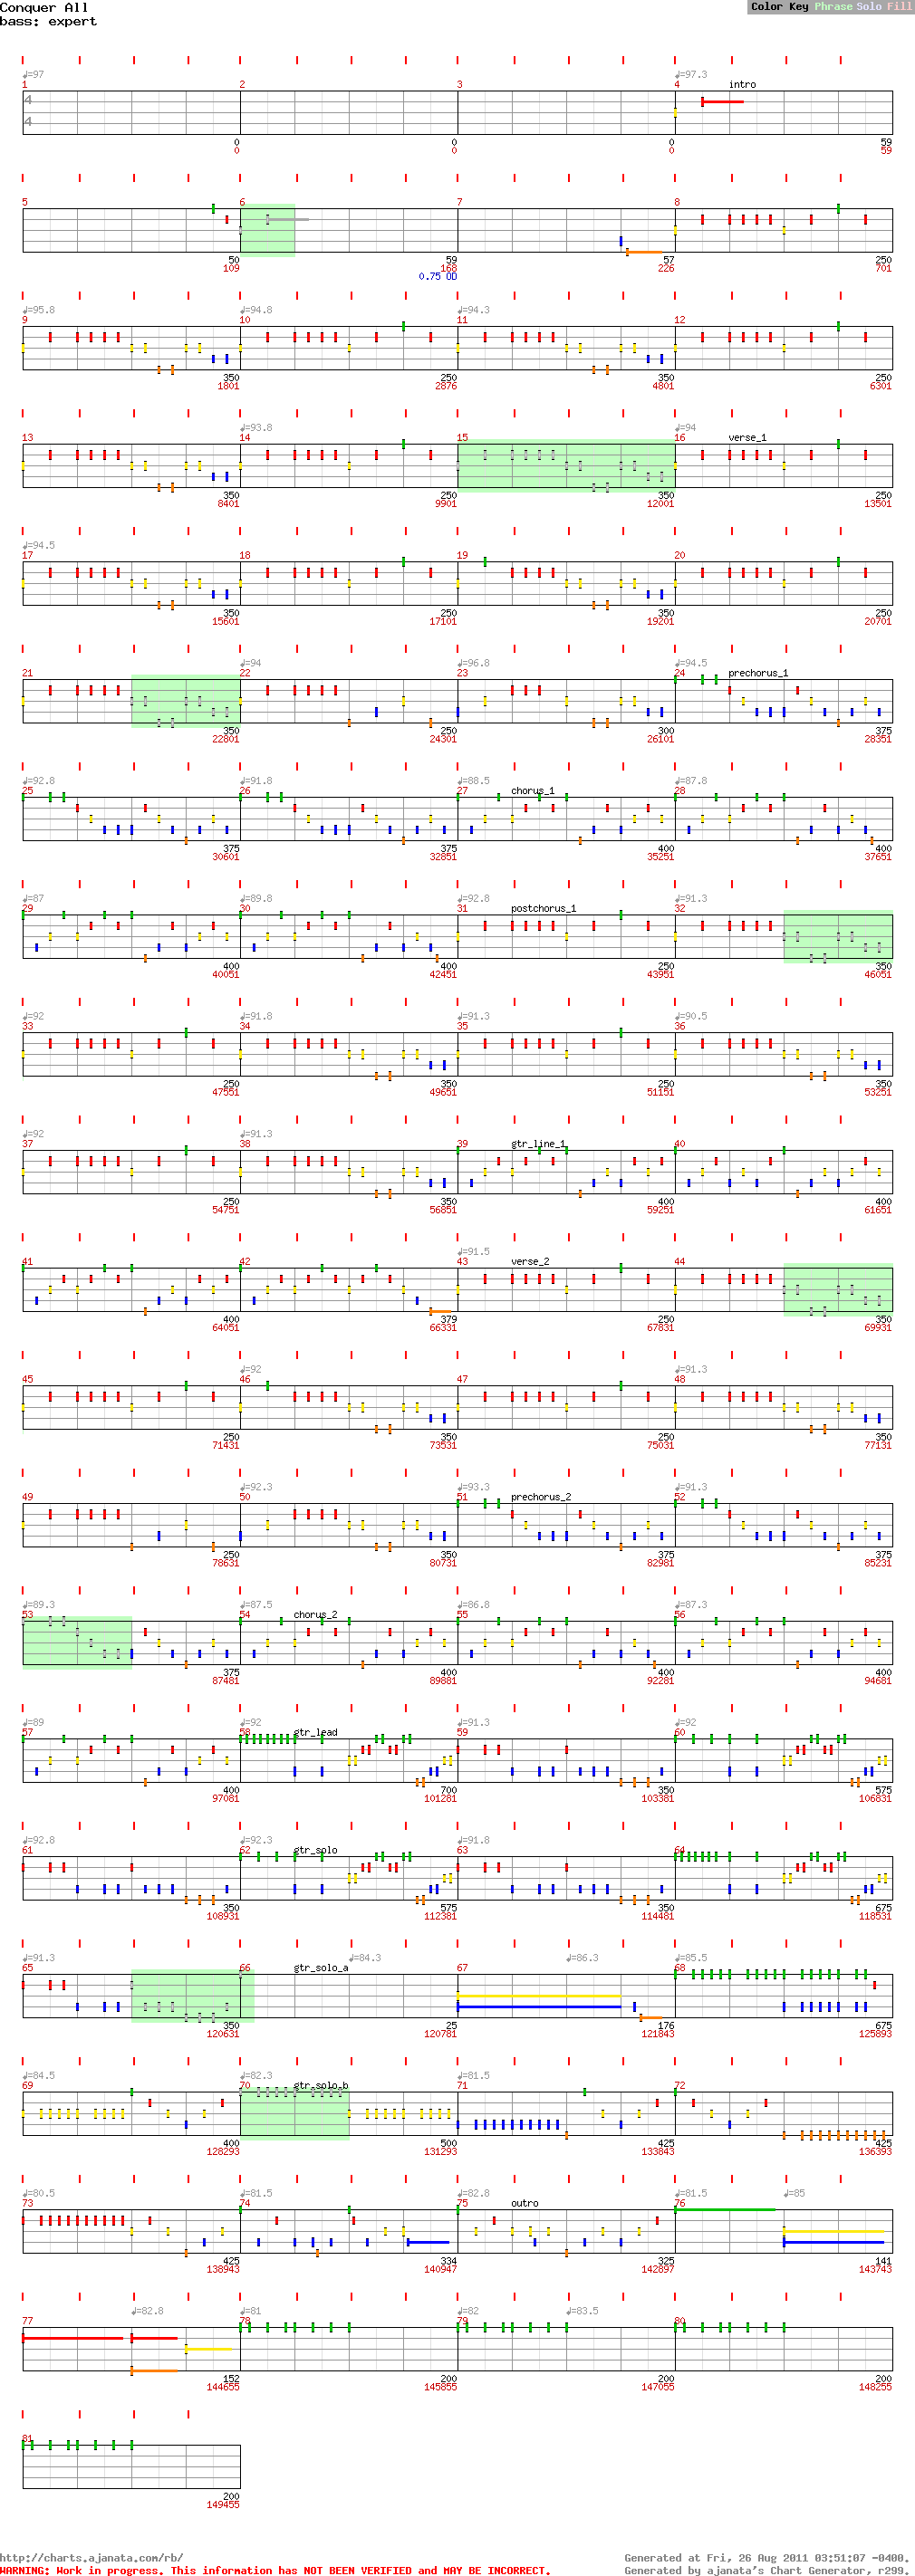 Conquer All
bass: expert
Color Key Phrase Solo Fill
♩=97 ♩=97.3
1 2 3 4 intro
4
4
0 0 0 59
0 0 0 59
5 6 7 8
50 59 57 250
109 168 226 701
0.75 OD
♩=95.8 ♩=94.8 ♩=94.3
9 10 11 12
350 250 350 250
1801 2876 4801 6301
♩=93.8 ♩=94
13 14 15 16 verse_1
350 250 350 250
8401 9901 12001 13501
♩=94.5
17 18 19 20
350 250 350 250
15601 17101 19201 20701
♩=94 ♩=96.8 ♩=94.5
21 22 23 24 prechorus_1
350 250 300 375
22801 24301 26101 28351
♩=92.8 ♩=91.8 ♩=88.5 ♩=87.8
25 26 27 chorus_1 28
375 375 400 400
30601 32851 35251 37651
♩=87 ♩=89.8 ♩=92.8 ♩=91.3
29 30 31 postchorus_1 32
400 400 250 350
40051 42451 43951 46051
♩=92 ♩=91.8 ♩=91.3 ♩=90.5
33 34 35 36
250 350 250 350
47551 49651 51151 53251
♩=92 ♩=91.3
37 38 39 gtr_line_1 40
250 350 400 400
54751 56851 59251 61651
♩=91.5
41 42 43 verse_2 44
400 379 250 350
64051 66331 67831 69931
♩=92 ♩=91.3
45 46 47 48
250 350 250 350
71431 73531 75031 77131
♩=92.3 ♩=93.3 ♩=91.3
49 50 51 prechorus_2 52
250 350 375 375
78631 80731 82981 85231
♩=89.3 ♩=87.5 ♩=86.8 ♩=87.3
53 54 chorus_2 55 56
375 400 400 400
87481 89881 92281 94681
♩=89 ♩=92 ♩=91.3 ♩=92
57 58 gtr_lead 59 60
400 700 350 575
97081 101281 103381 106831
♩=92.8 ♩=92.3 ♩=91.8
61 62 gtr_solo 63 64
350 575 350 675
108931 112381 114481 118531
♩=91.3 ♩=84.3 ♩=86.3 ♩=85.5
65 66 gtr_solo_a 67 68
350 25 176 675
120631 120781 121843 125893
♩=84.5 ♩=82.3 ♩=81.5
69 70 gtr_solo_b 71 72
400 500 425 425
128293 131293 133843 136393
♩=80.5 ♩=81.5 ♩=82.8 ♩=81.5 ♩=85
73 74 75 outro 76
425 334 325 141
138943 140947 142897 143743
♩=82.8 ♩=81 ♩=82 ♩=83.5
77 78 79 80
152 200 200 200
144655 145855 147055 148255
81
200
149455
http://charts.ajanata.com/rb/ Generated at Fri, 26 Aug 2011 03:51:07 -0400.
WARNING: Work in progress. This information has NOT BEEN VERIFIED and MAY BE INCORRECT. Generated by ajanata's Chart Generator, r299.